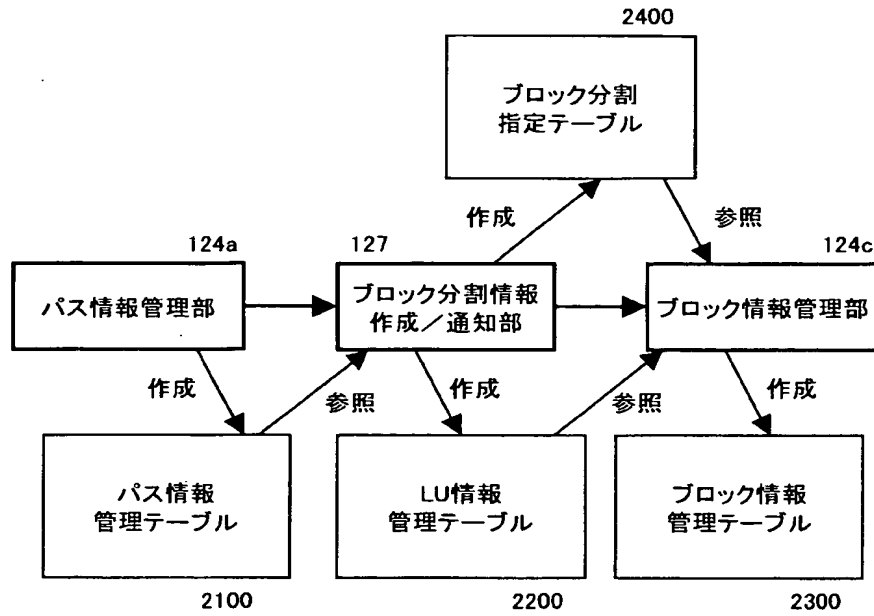 2400
ブロック分割
指定テーブル
作成
参照
124a
127
124c
パス情報管理部
ブロック分割情報
作成／通知部
ブロック情報管理部
作成
参照
作成
参照
作成
パス情報
管理テーブル
LU情報
管理テーブル
ブロック情報
管理テーブル
2100
2200
2300